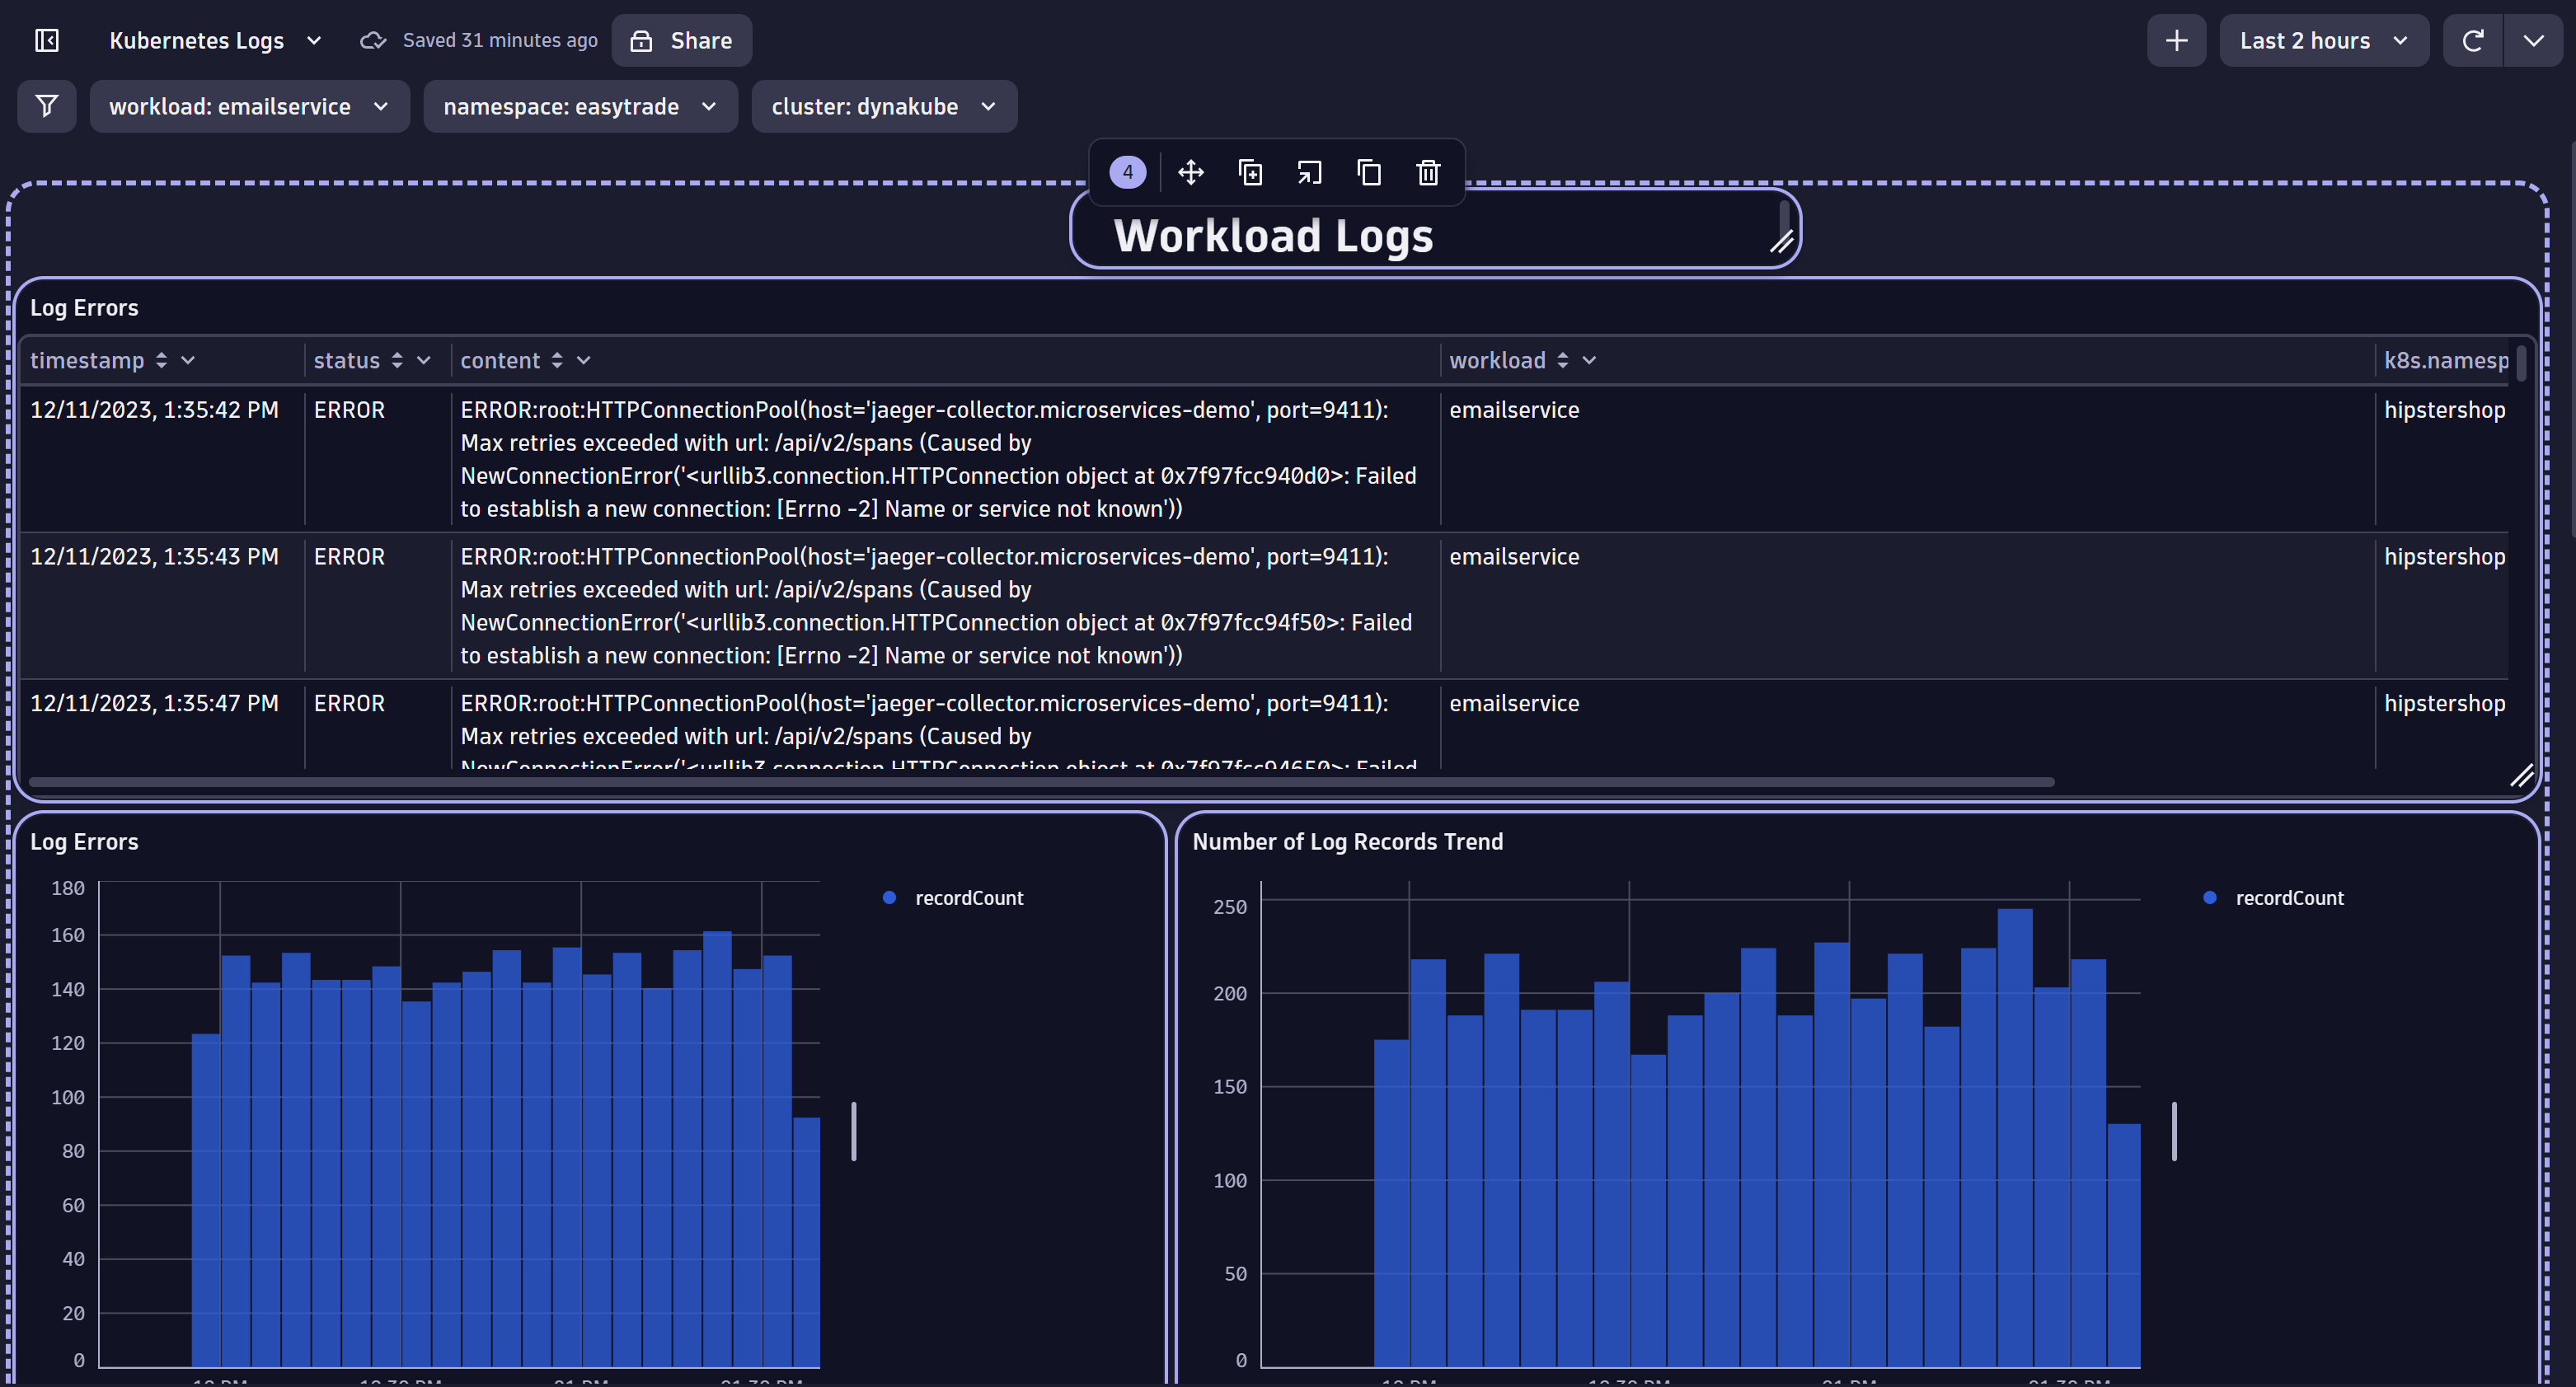 Kubernetes Logs
Saved 31 minutes ago
Share
Last 2 hours
workload: emailservice
namespace: easytrade
cluster: dynakube
4
Workload Logs
Log Errors
timestamp status content workload k8s.namesp
12/11/2023, 1:35:42 PM ERROR ERROR:root:HTTPConnectionPool(host='jaeger-collector.microservices-demo', port=9411): emailservice hipstershop
Max retries exceeded with url: /api/v2/spans (Caused by
NewConnectionError('<urllib3.connection.HTTPConnection object at 0x7f97fcc940d0>: Failed
to establish a new connection: [Errno -2] Name or service not known'))
12/11/2023, 1:35:43 PM ERROR ERROR:root:HTTPConnectionPool(host='jaeger-collector.microservices-demo', port=9411): emailservice hipstershop
Max retries exceeded with url: /api/v2/spans (Caused by
NewConnectionError('<urllib3.connection.HTTPConnection object at 0x7f97fcc94f50>: Failed
to establish a new connection: [Errno -2] Name or service not known'))
12/11/2023, 1:35:47 PM ERROR ERROR:root:HTTPConnectionPool(host='jaeger-collector.microservices-demo', port=9411): emailservice hipstershop
Max retries exceeded with url: /api/v2/spans (Caused by
NewConnectionError('<urllib3.connection.HTTPConnection object at 0x7f97fcc94650>: Failed
Log Errors
180
160
140
120
100
80
60
40
20
0
recordCount
Number of Log Records Trend
250
200
150
100
50
0
recordCount